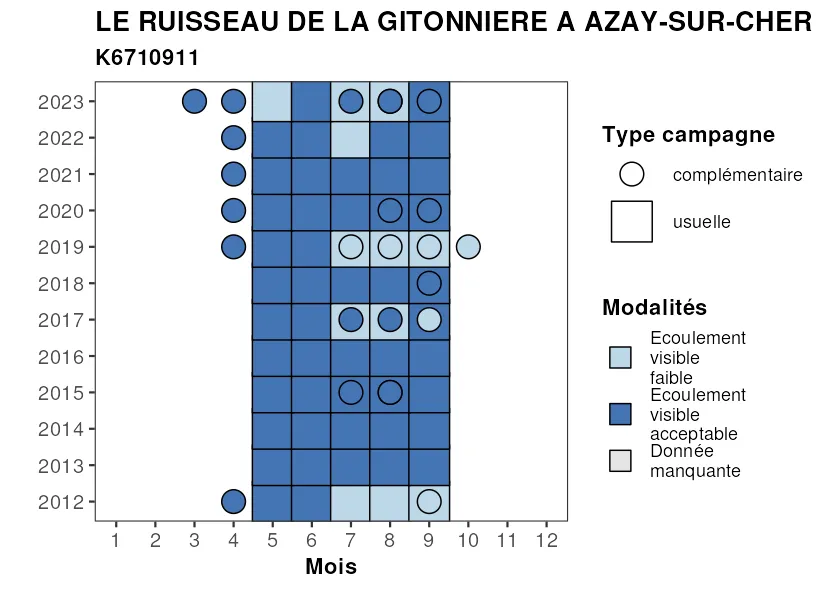 LE RUISSEAU DE LA GITONNIERE A AZAY-SUR-CHER
K6710911
2023
2022
2021
2020
2019
2018
2017
2016
2015
2014
2013
2012
1 2 3 4 5 6 7 8 9 10 11 12
Mois
Type campagne
complémentaire
usuelle
Modalités
Ecoulement
visible
faible
Ecoulement
visible
acceptable
Donnée
manquante